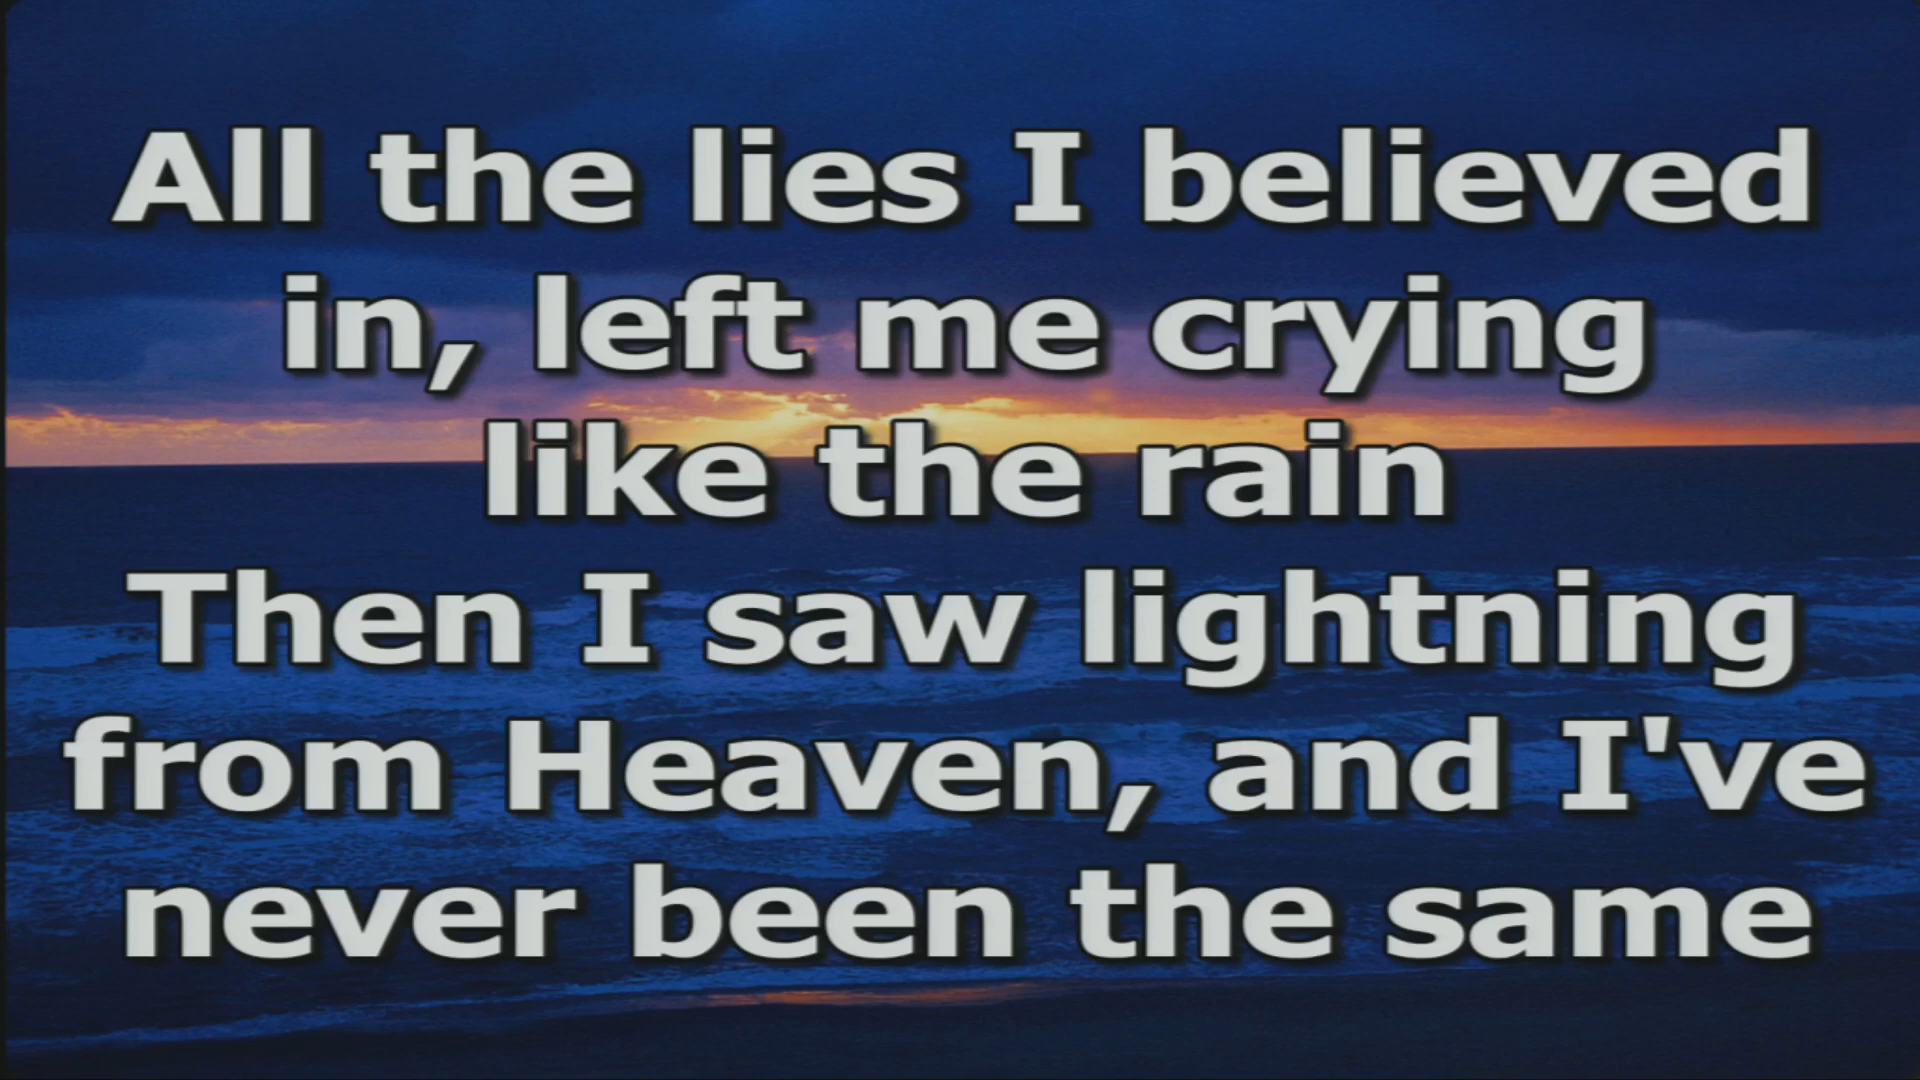 All the lies I believed
in, left me crying
like the rain
Then I saw lightning
from Heaven, and I've
never been the same